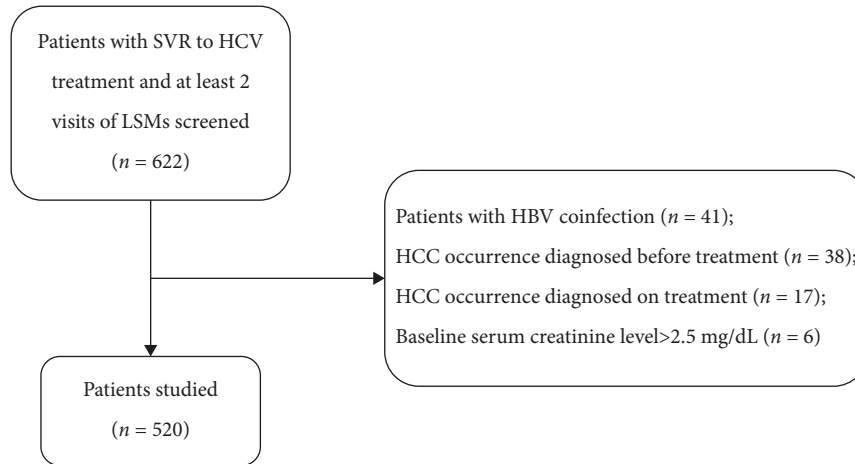 Patients with SVR to HCV
treatment and at least 2
visits of LSMs screened
(n = 622)
Patients with HBV coinfection (n = 41);
HCC occurrence diagnosed before treatment (n = 38);
HCC occurrence diagnosed on treatment (n = 17);
Baseline serum creatinine level>2.5 mg/dL (n = 6)
Patients studied
(n = 520)